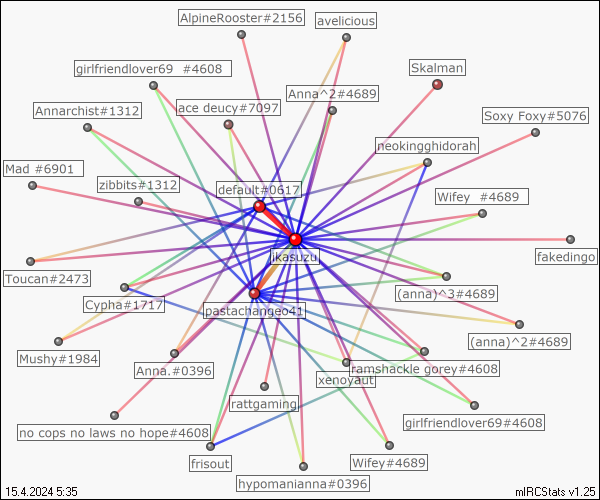 AlpineRooster#2156
avelicious
girlfriendlover69 #4608
Skalman
Anna^2#4689
Annarchist#1312
ace deucy#7097
Soxy Foxy#5076
neokingghidorah
Mad #6901
zibbits#1312
default#0617
Wifey #4689
jkasuzu
fakedingo
Toucan#2473
(anna)^3#4689
Cypha#1717
pastachangeo41
(anna)^2#4689
Mushy#1984
Anna.#0396
ramshackle gorey#4608
xenoyaut
rattgaming
girlfriendlover69#4608
no cops no laws no hope#4608
frisout
Wifey#4689
hypomanianna#0396
15.4.2024 5:35
mIRCStats v1.25